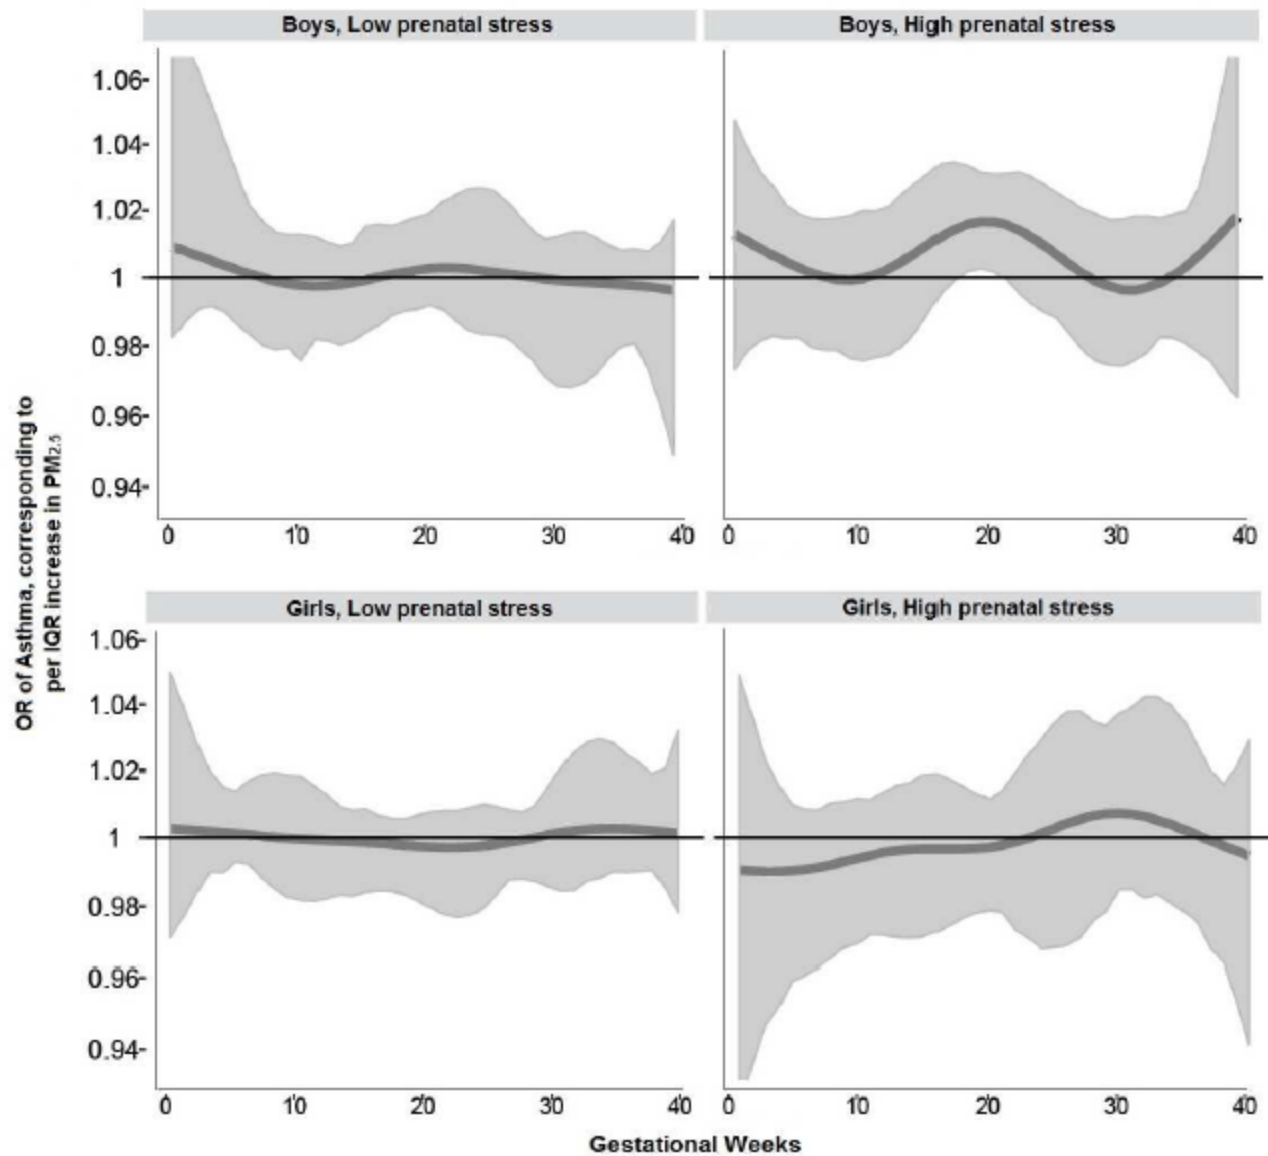 Boys, Low prenatal stress
Boys, High prenatal stress
1.06
1.04
1.02
1
0.98
0.96
0.94
0 10 20 30 40
0 10 20 30 40
OR of Asthma, corresponding to
per IQR increase in PM2.5
Girls, Low prenatal stress
Girls, High prenatal stress
1.06
1.04
1.02
1
0.98
0.96
0.94
0 10 20 30 40
0 10 20 30 40
Gestational Weeks